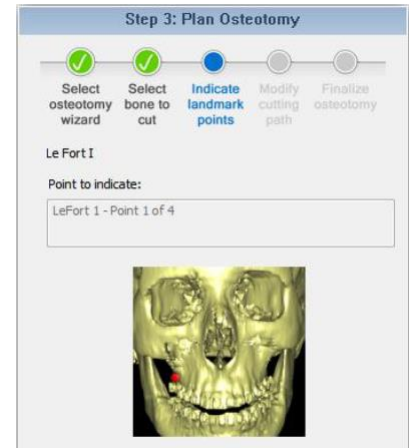 Step 3: Plan Osteotomy
Select osteotomy wizard
Select bone to cut
Indicate landmark points
Modify cutting path
Finalize osteotomy
Le Fort I
Point to indicate:
LeFort 1 - Point 1 of 4